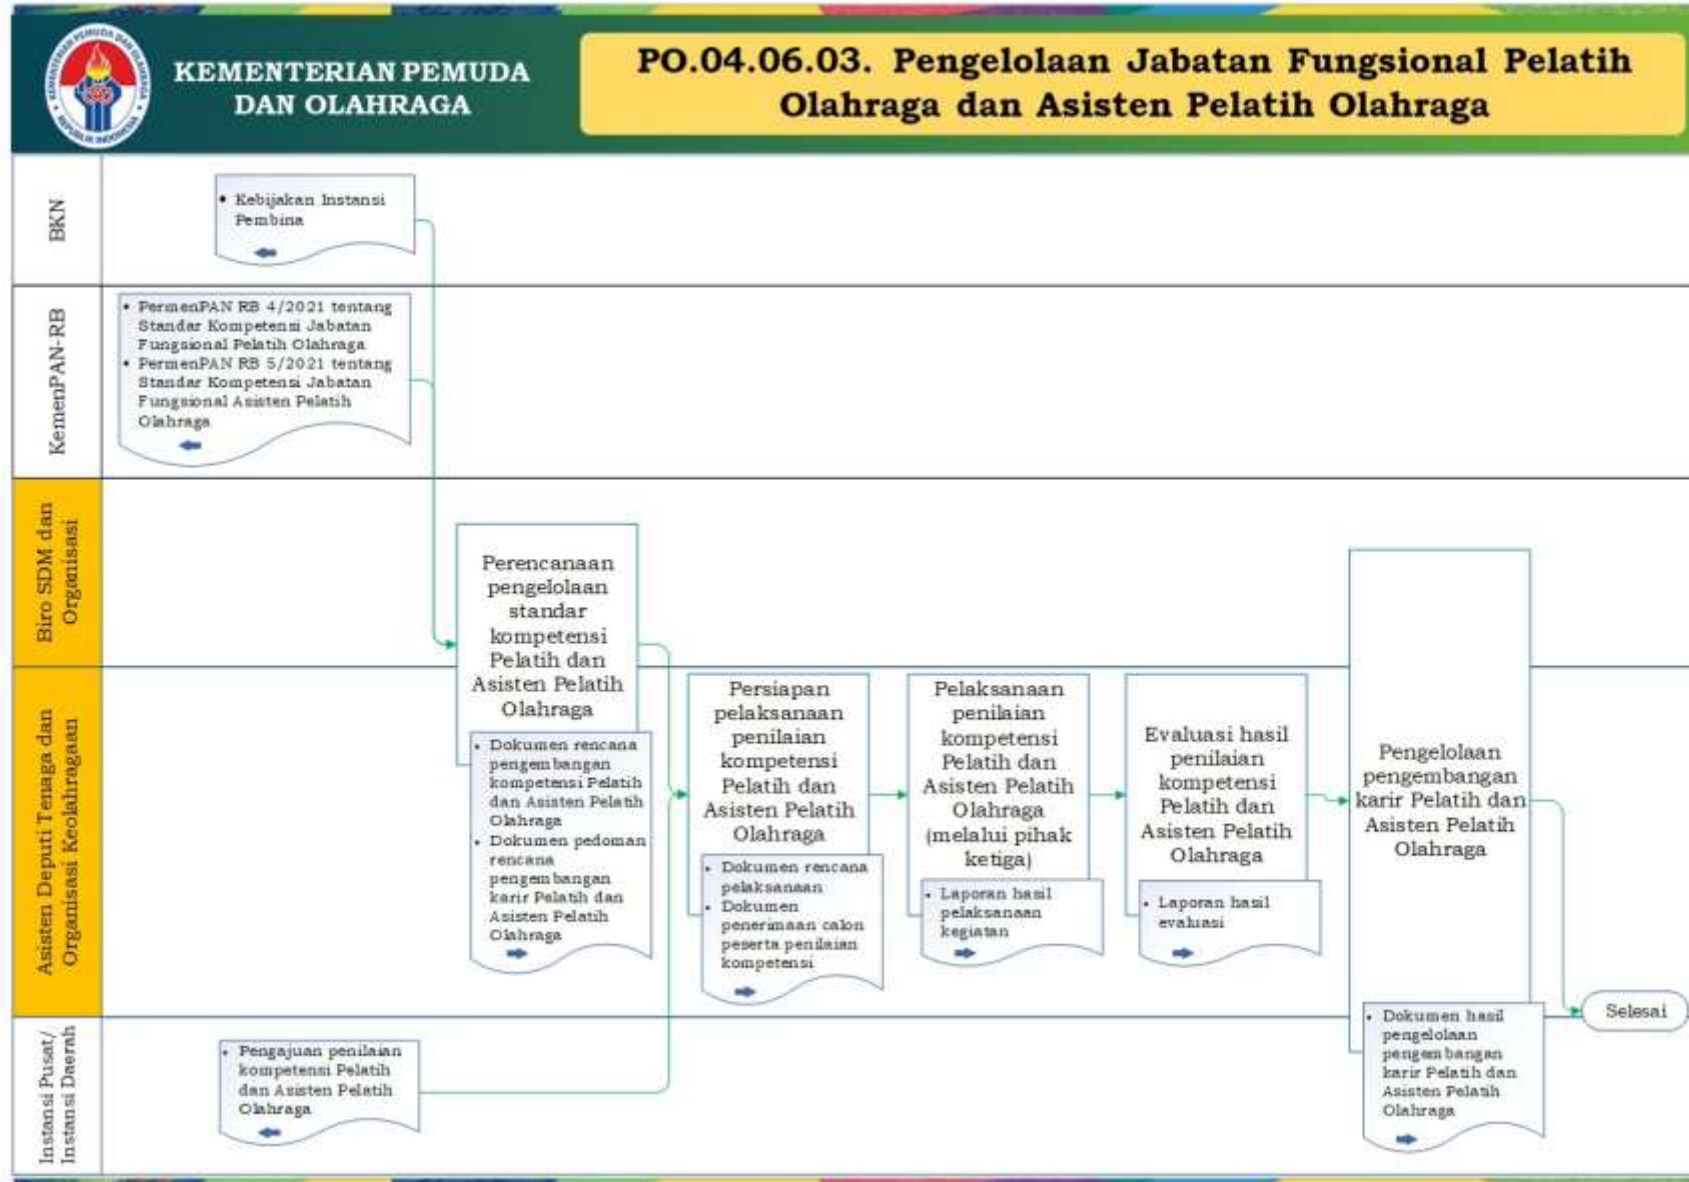 KEMENTERIAN PEMUDA DAN OLAHRAGA
REPUBLIK INDONESIA
KEMENTERIAN PEMUDA
DAN OLAHRAGA
PO.04.06.03. Pengelolaan Jabatan Fungsional Pelatih
Olahraga dan Asisten Pelatih Olahraga
BKN
• Kebijakan Instansi
Pembina
KemenPAN-RB
• PermenPAN RB 4/2021 tentang
Standar Kompetensi Jabatan
Fungsional Pelatih Olahraga
• PermenPAN RB 5/2021 tentang
Standar Kompetensi Jabatan
Fungsional Asisten Pelatih
Olahraga
Biro SDM dan
Organisasi
Asisten Deputi Tenaga dan
Organisasi Keolahragaan
Perencanaan
pengelolaan
standar
kompetensi
Pelatih dan
Asisten Pelatih
Olahraga
• Dokumen rencana
pengembangan
kompetensi Pelatih
dan Asisten Pelatih
Olahraga
• Dokumen pedoman
rencana
pengembangan
karir Pelatih dan
Asisten Pelatih
Olahraga
Persiapan
pelaksanaan
penilaian
kompetensi
Pelatih dan
Asisten Pelatih
Olahraga
• Dokumen rencana
pelaksanaan
• Dokumen
penerimaan calon
peserta penilaian
kompetensi
Pelaksanaan
penilaian
kompetensi
Pelatih dan
Asisten Pelatih
Olahraga
(melalui pihak
ketiga)
• Laporan hasil
pelaksanaan
kegiatan
Evaluasi hasil
penilaian
kompetensi
Pelatih dan
Asisten Pelatih
Olahraga
• Laporan hasil
evaluasi
Pengelolaan
pengembangan
karir Pelatih dan
Asisten Pelatih
Olahraga
• Dokumen hasil
pengelolaan
pengembangan
karir Pelatih dan
Asisten Pelatih
Olahraga
Selesai
Instansi Pusat/
Instansi Daerah
• Pengajuan penilaian
kompetensi Pelatih
dan Asisten Pelatih
Olahraga